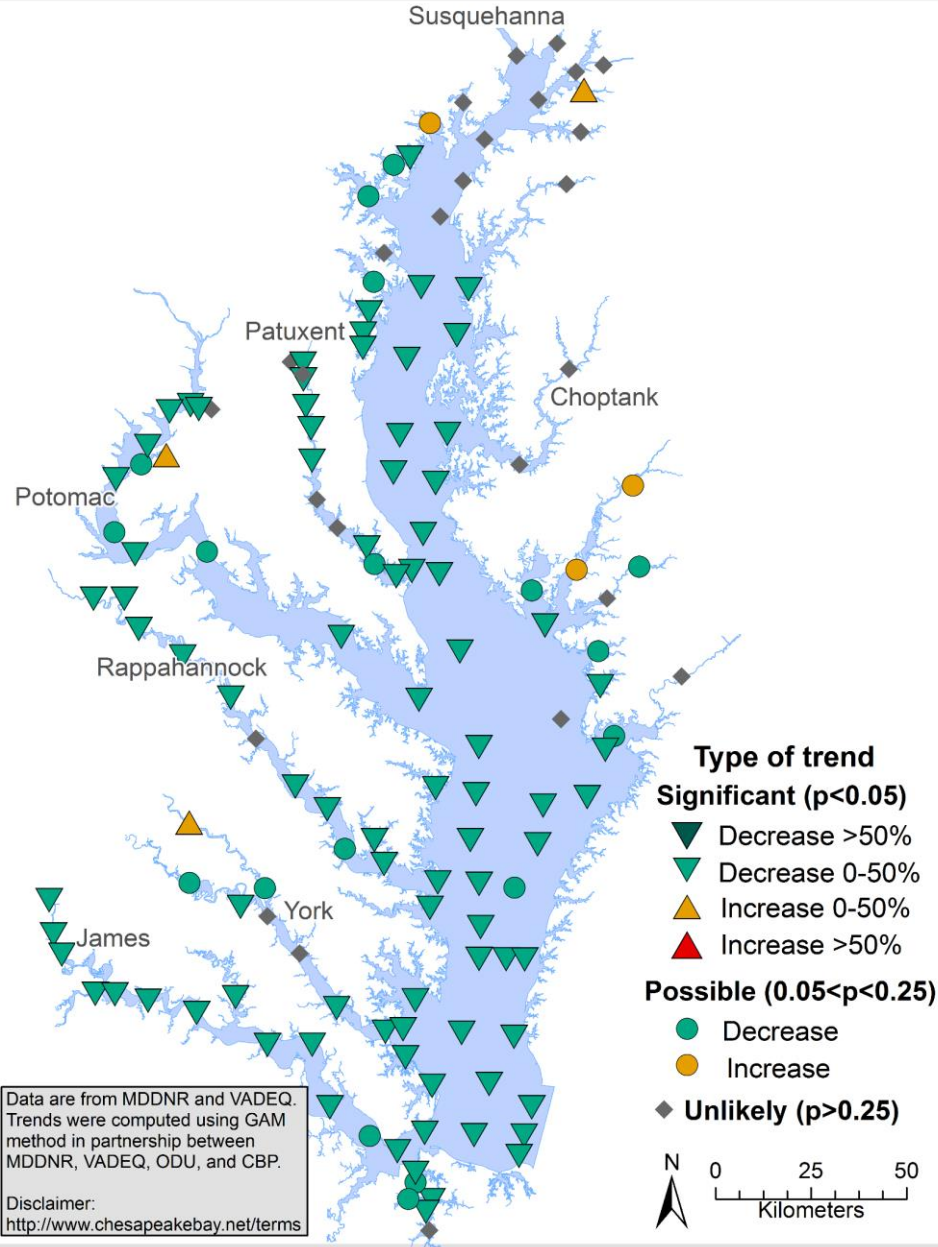 Susquehanna
Patuxent
Choptank
Potomac
Rappahannock
York
James
Type of trend
Significant (p<0.05)
Decrease >50%
Decrease 0-50%
Increase 0-50%
Increase >50%
Possible (0.05<p<0.25)
Decrease
Increase
Unlikely (p>0.25)
Data are from MDDNR and VADEQ.
Trends were computed using GAM
method in partnership between
MDDNR, VADEQ, ODU, and CBP.
Disclaimer:
http://www.chesapeakebay.net/terms
N
0 25 50
Kilometers